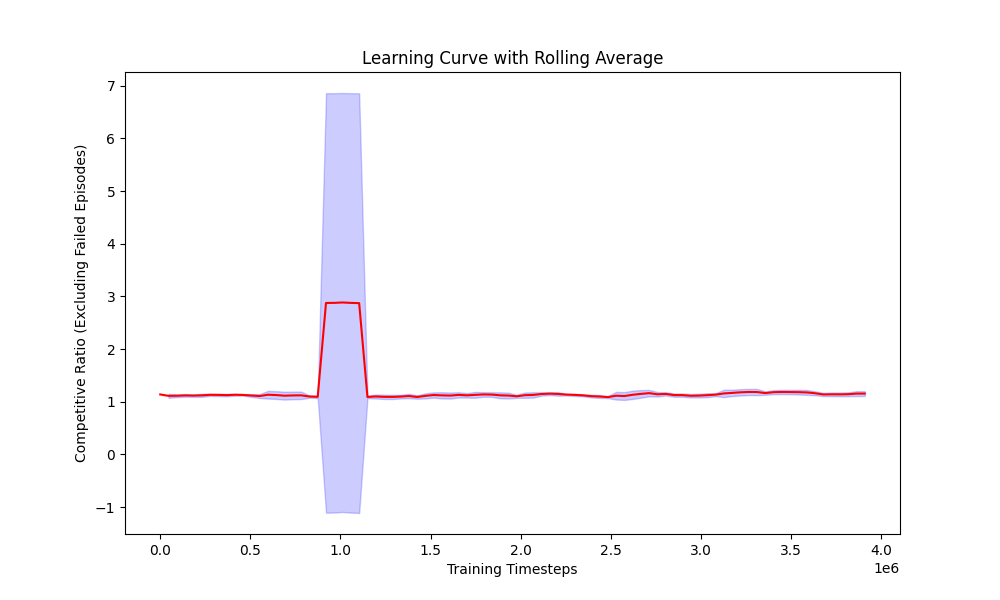 Learning Curve with Rolling Average
Competitive Ratio (Excluding Failed Episodes)
7
6
5
4
3
2
1
0
−1
0.0 0.5 1.0 1.5 2.0 2.5 3.0 3.5 4.0
1e6
Training Timesteps